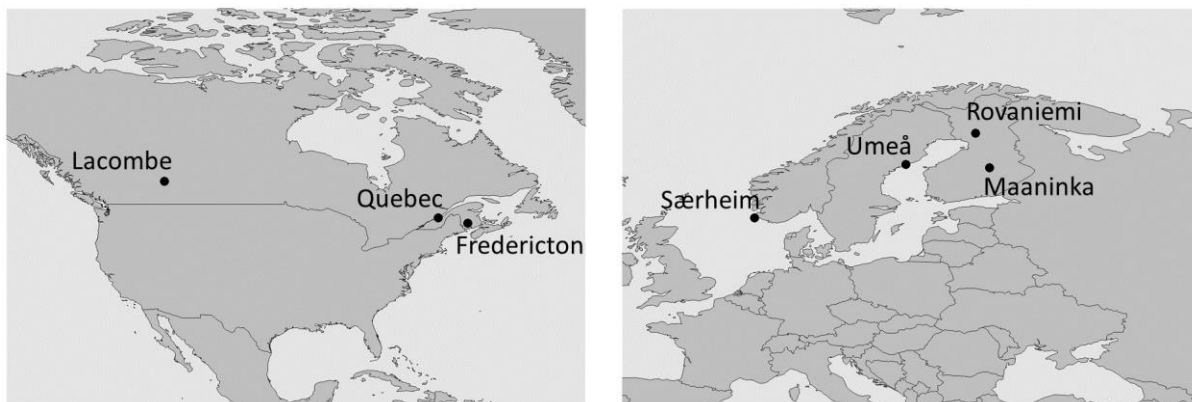 Lacombe
Quebec
Fredericton
Rovaniemi
Umeå
Maaninka
Særheim